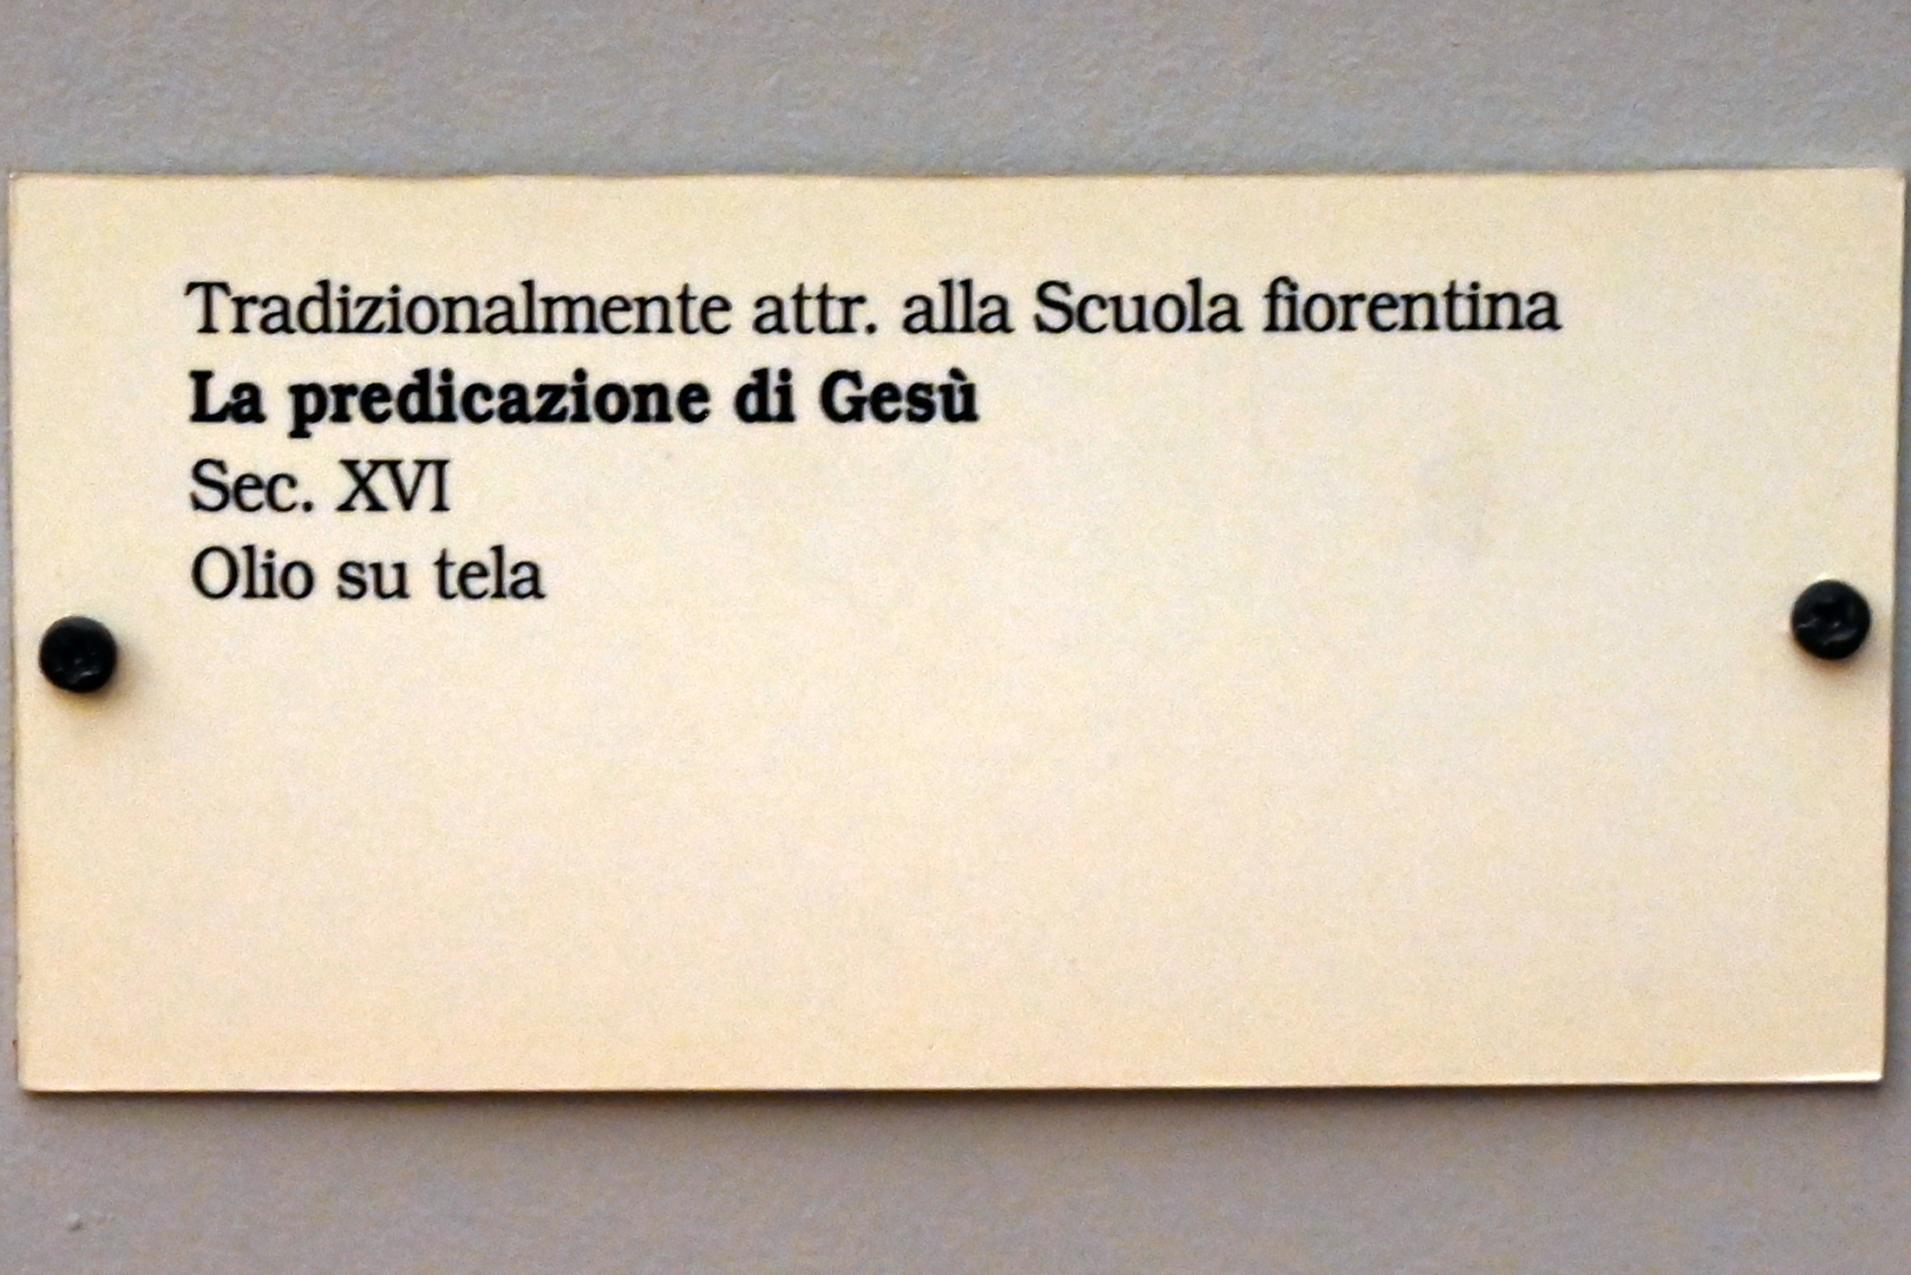 Tradizionalmente attr. alla Scuola fiorentina
La predicazione di Gesù
Sec. XVI
Olio su tela